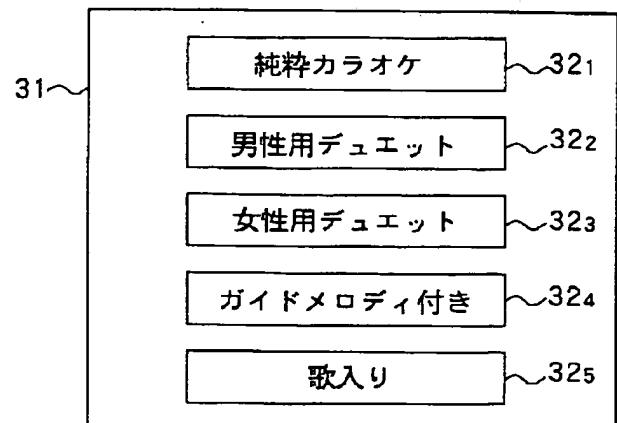 純粋カラオケ 32₁
31
男性用デュエット 32₂
女性用デュエット 32₃
ガイドメロディ付き 32₄
歌入り 32₅